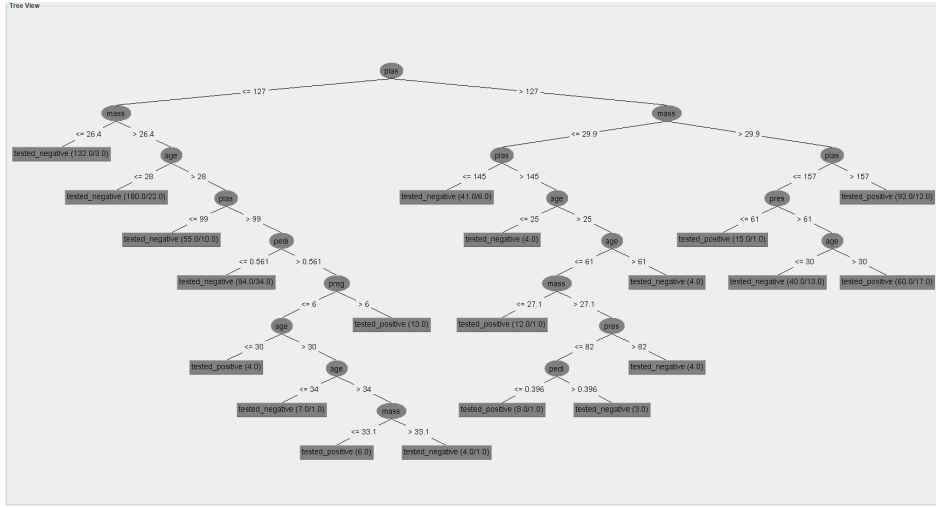 Tree View
plas
<= 127 > 127
mass mass
<= 26.4 > 26.4 <= 29.9 > 29.9
tested_negative (132.0/3.0) age plas plas
<= 28 > 28 <= 145 > 145 <= 157 > 157
tested_negative (180.0/22.0) plas tested_negative (41.0/6.0) age pres tested_positive (92.0/12.0)
<= 99 > 99 <= 25 > 25 <= 61 > 61
tested_negative (55.0/10.0) pedi tested_negative (4.0) age tested_positive (15.0/1.0) age
<= 0.561 > 0.561 <= 61 > 61 <= 30 > 30
tested_negative (84.0/34.0) preg mass tested_negative (4.0) tested_negative (40.0/13.0) tested_positive (60.0/17.0)
<= 6 > 6 <= 27.1 > 27.1
age tested_positive (13.0) tested_positive (12.0/1.0) pres
<= 30 > 30 <= 82 > 82
tested_positive (4.0) age pedi tested_negative (4.0)
<= 34 > 34 <= 0.396 > 0.396
tested_negative (7.0/1.0) mass tested_positive (8.0/1.0) tested_negative (3.0)
<= 33.1 > 33.1
tested_positive (6.0) tested_negative (4.0/1.0)